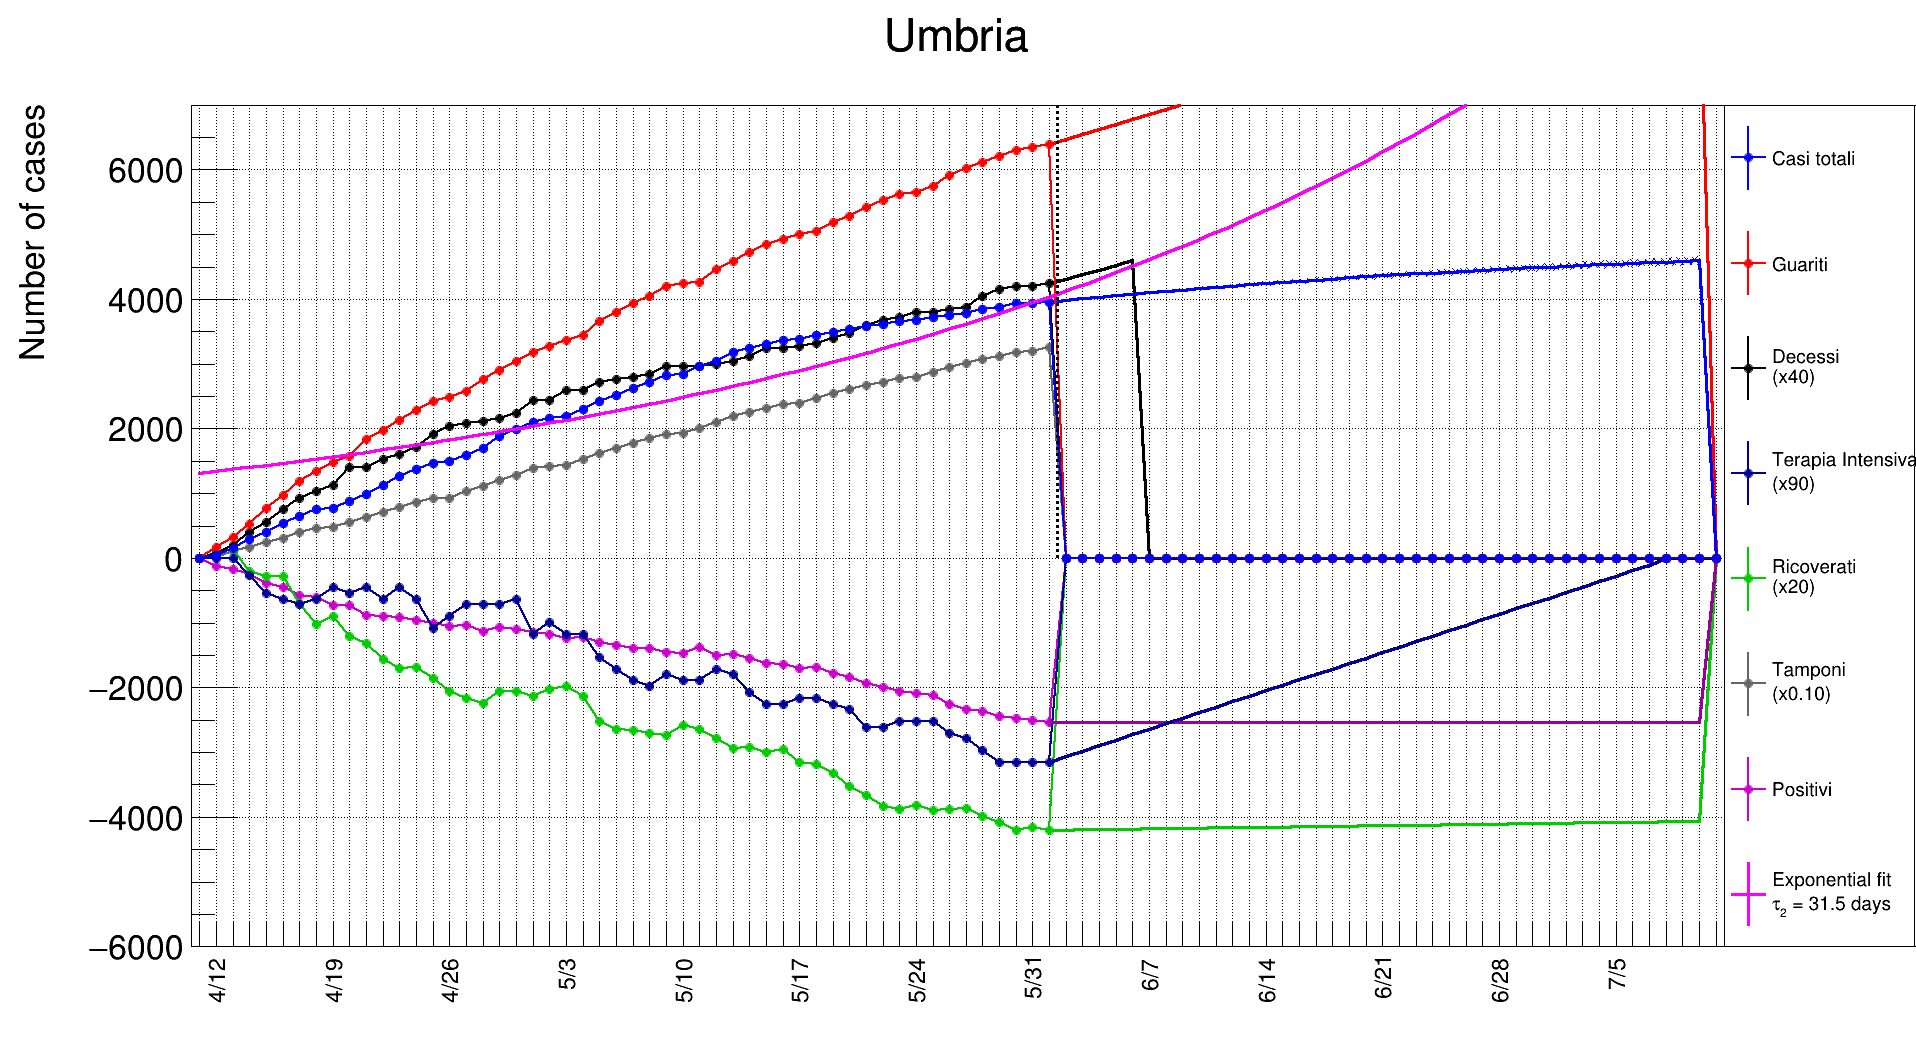 Umbria
Number of cases
6000
4000
2000
0
−2000
−4000
−6000
4/12
4/19
4/26
5/3
5/10
5/17
5/24
5/31
6/7
6/14
6/21
6/28
7/5
Casi totali
Guariti
Decessi
(x40)
Terapia Intensiva
(x90)
Ricoverati
(x20)
Tamponi
(x0.10)
Positivi
Exponential fit
τ2 = 31.5 days